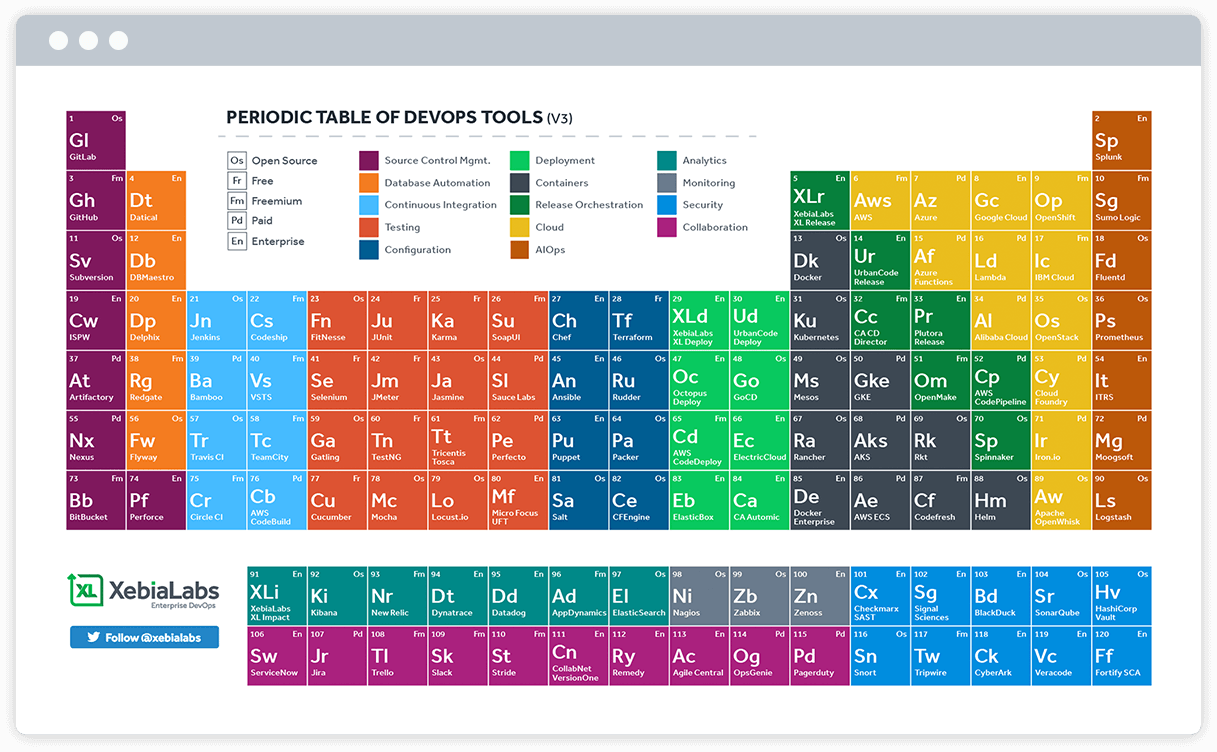 PERIODIC TABLE OF DEVOPS TOOLS (V3)
Os Open Source
Fr Free
Fm Freemium
Pd Paid
En Enterprise
Source Control Mgmt.
Database Automation
Continuous Integration
Testing
Configuration
Deployment
Containers
Release Orchestration
Cloud
AIOps
Analytics
Monitoring
Security
Collaboration
1 Os Gl GitLab
2 En Sp Splunk
3 Fm Gh GitHub
4 En Dt Datical
5 En XLr XebiaLabs XL Release
6 Fm Aws AWS
7 Pd Az Azure
8 En Gc Google Cloud
9 Fm Op OpenShift
10 Fm Sg Sumo Logic
11 Os Sv Subversion
12 En Db DBMaestro
13 En Dk Docker
14 En Ur UrbanCode Release
15 Pd Af Azure Functions
16 Pd Ld Lambda
17 Fm Ic IBM Cloud
18 Os Fd Fluentd
19 En Cw ISPW
20 En Dp Delphix
21 Os Jn Jenkins
22 Fm Cs Codeship
23 Os Fn FitNesse
24 Fr Ju JUnit
25 Fr Ka Karma
26 Fm Su SoapUI
27 En Ch Chef
28 Fr Tf Terraform
29 En XLd XebiaLabs XL Deploy
30 En Ud UrbanCode Deploy
31 Os Ku Kubernetes
32 Fm Cc CA CD Director
33 En Pr Plutora Release
34 Pd Al Alibaba Cloud
35 Os Os OpenStack
36 Os Ps Prometheus
37 Pd At Artifactory
38 Fm Rg Redgate
39 Pd Ba Bamboo
40 Fm Vs VSTS
41 Fr Se Selenium
42 Fr Jm JMeter
43 Os Ja Jasmine
44 Pd Sl Sauce Labs
45 En An Ansible
46 Os Ru Rudder
47 En Oc Octopus Deploy
48 Os Go GoCD
49 Os Ms Mesos
50 Pd Gke GKE
51 Fm Om OpenMake
52 Pd Cp AWS CodePipeline
53 Pd Cy Cloud Foundry
54 En It ITRS
55 Pd Nx Nexus
56 Os Fw Flyway
57 Os Tr Travis CI
58 Fm Tc TeamCity
59 Os Ga Gatling
60 Fr Tn TestNG
61 Fm Tt Tricentis Tosca
62 Pe Perfecto
63 En Pu Puppet
64 Os Pa Packer
65 Fm Cd AWS CodeDeploy
66 En Ec ElectricCloud
67 Os Ra Rancher
68 Pd Aks AKS
69 Os Rk Rkt
70 Os Sp Spinnaker
71 Pd Ir Iron.io
72 Pd Mg Moogsoft
73 Fm Bb BitBucket
74 En Pf Perforce
75 Fm Cr Circle CI
76 Pd Cb AWS CodeBuild
77 Fr Cu Cucumber
78 Os Mc Mocha
79 Os Lo Locust.io
80 En Mf Micro Focus UFT
81 Os Sa Salt
82 Os Ce CFEngine
83 En Eb ElasticBox
84 En Ca CA Automic
85 En De Docker Enterprise
86 Pd Ae AWS ECS
87 Fm Cf Codefresh
88 Os Hm Helm
89 Os Aw Apache OpenWhisk
90 Os Ls Logstash
XL XebiaLabs
Enterprise DevOps
Follow @xebialabs
91 En XLi XebiaLabs XL Impact
92 Os Ki Kibana
93 Fm Nr New Relic
94 En Dt Dynatrace
95 En Dd Datadog
96 Fm Ad AppDynamics
97 Os El ElasticSearch
98 Os Ni Nagios
99 Os Zb Zabbix
100 En Zn Zenoss
101 En Cx Checkmarx SAST
102 En Sg Signal Sciences
103 En Bd BlackDuck
104 Os Sr SonarQube
105 Os Hv HashiCorp Vault
106 En Sw ServiceNow
107 Pd Jr Jira
108 Fm Tl Trello
109 Fm Sk Slack
110 Fm St Stride
111 En Cn CollabNet VersionOne
112 En Ry Remedy
113 En Ac Agile Central
114 Pd Og OpsGenie
115 Pd Pd Pagerduty
116 Os Sn Snort
117 Os Tw Tripwire
118 En Ck CyberArk
119 En Vc Veracode
120 En Ff Fortify SCA